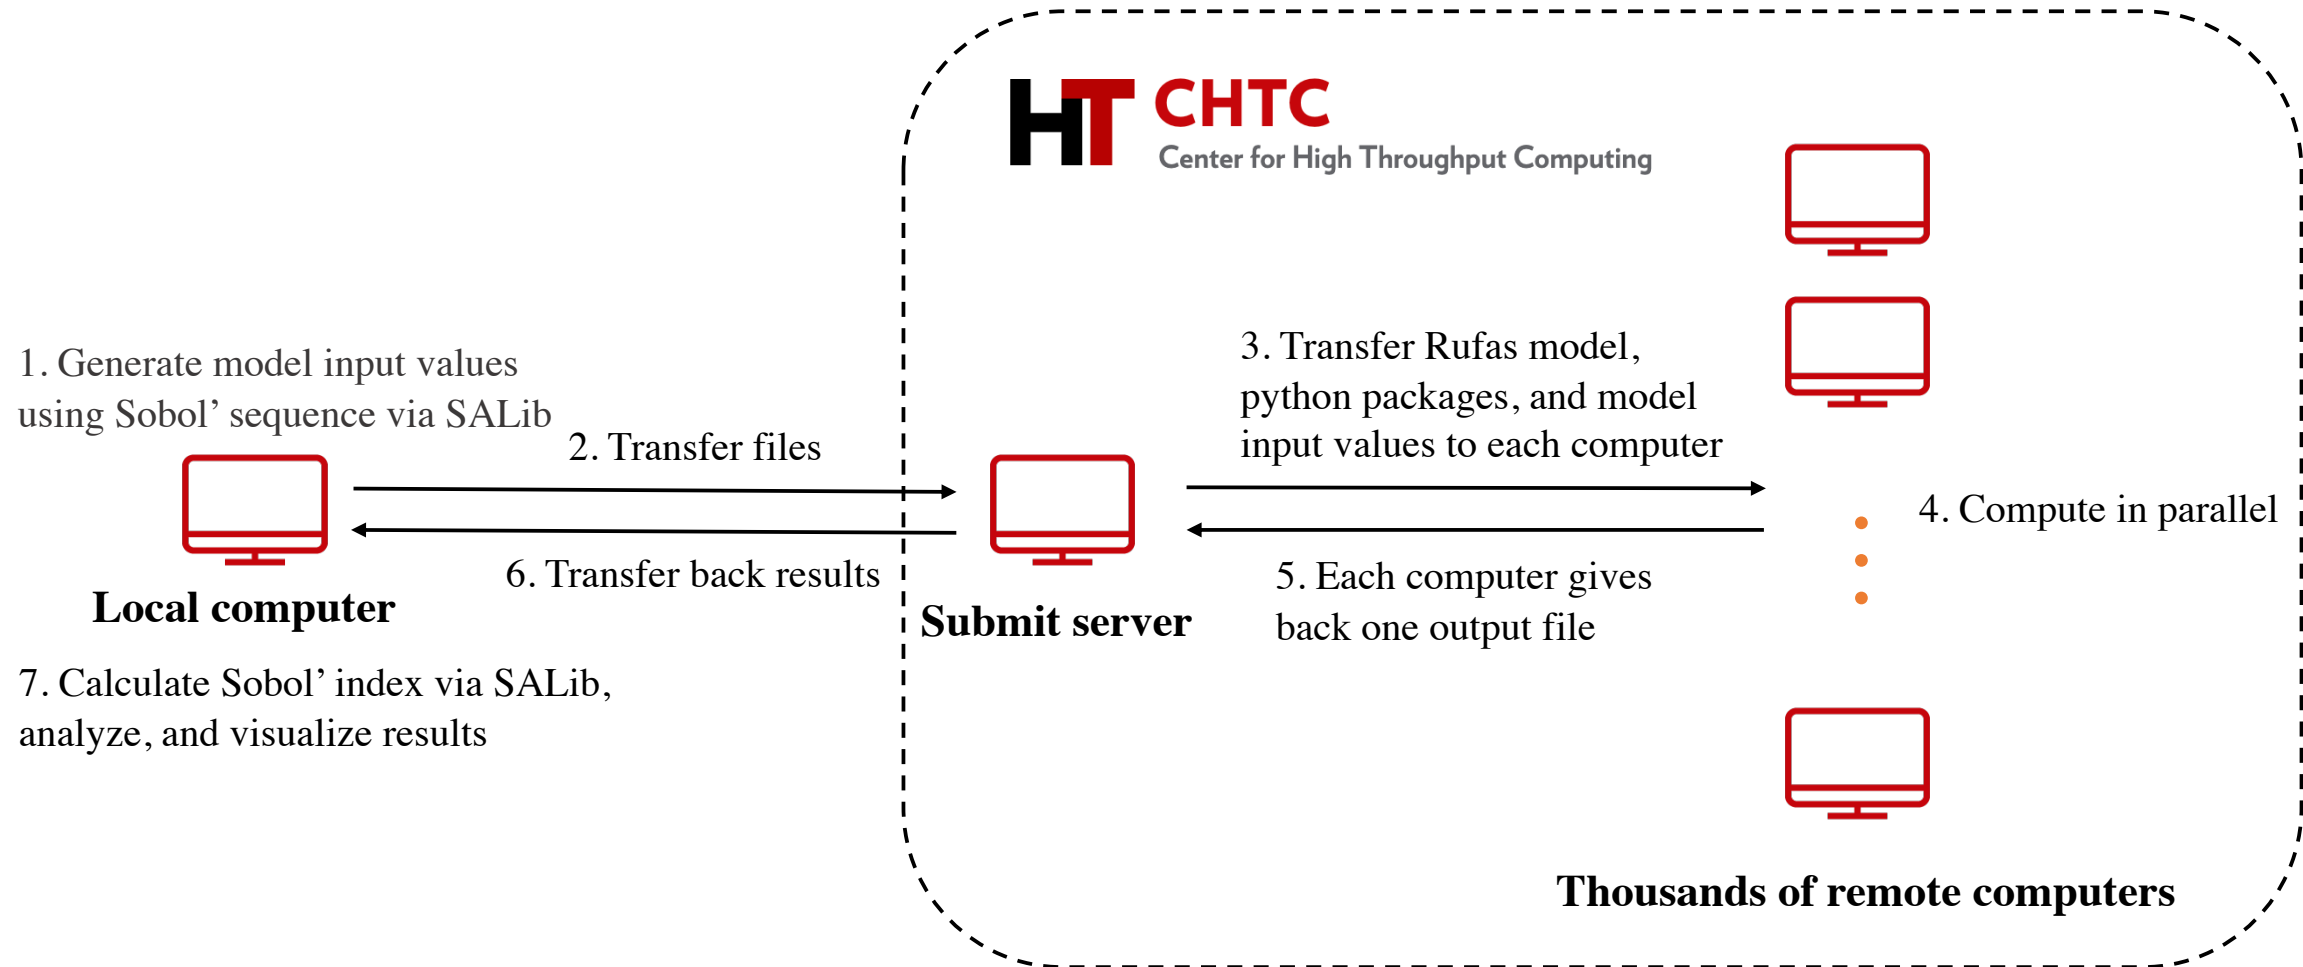 HT CHTC
Center for High Throughput Computing
1. Generate model input values
using Sobol’ sequence via SALib
2. Transfer files
3. Transfer Rufas model,
python packages, and model
input values to each computer
4. Compute in parallel
5. Each computer gives
back one output file
6. Transfer back results
Local computer
Submit server
7. Calculate Sobol’ index via SALib,
analyze, and visualize results
Thousands of remote computers